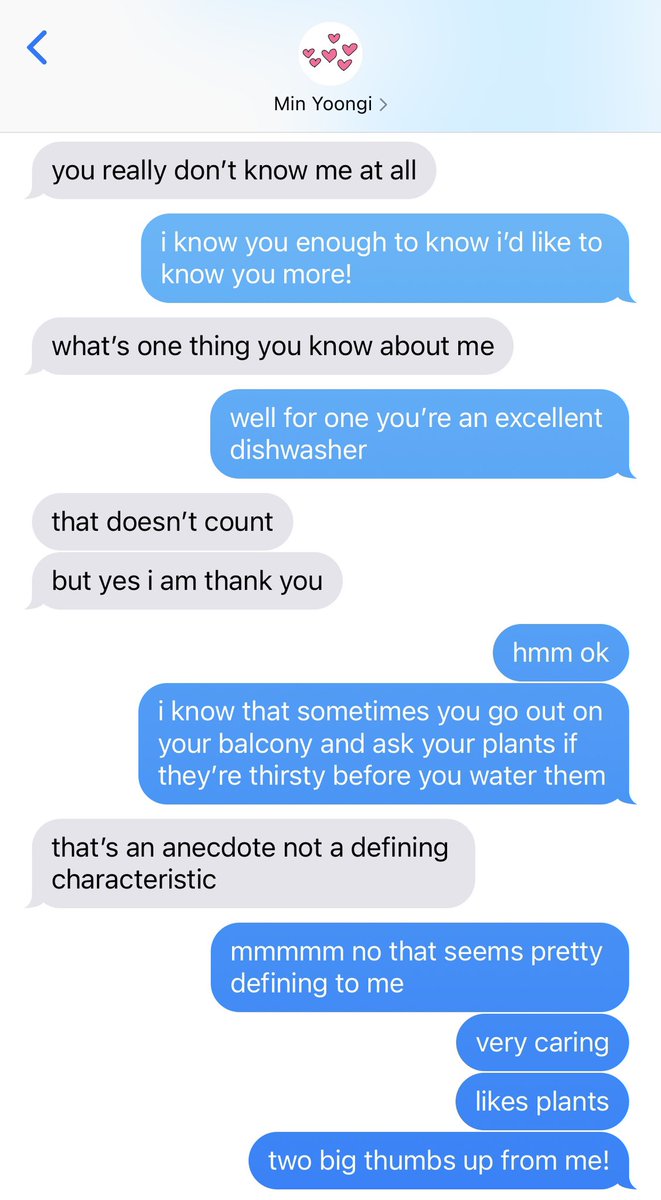 Min Yoongi
you really don’t know me at all
i know you enough to know i’d like to
know you more!
what’s one thing you know about me
well for one you’re an excellent
dishwasher
that doesn’t count
but yes i am thank you
hmm ok
i know that sometimes you go out on
your balcony and ask your plants if
they’re thirsty before you water them
that’s an anecdote not a defining
characteristic
mmmmm no that seems pretty
defining to me
very caring
likes plants
two big thumbs up from me!